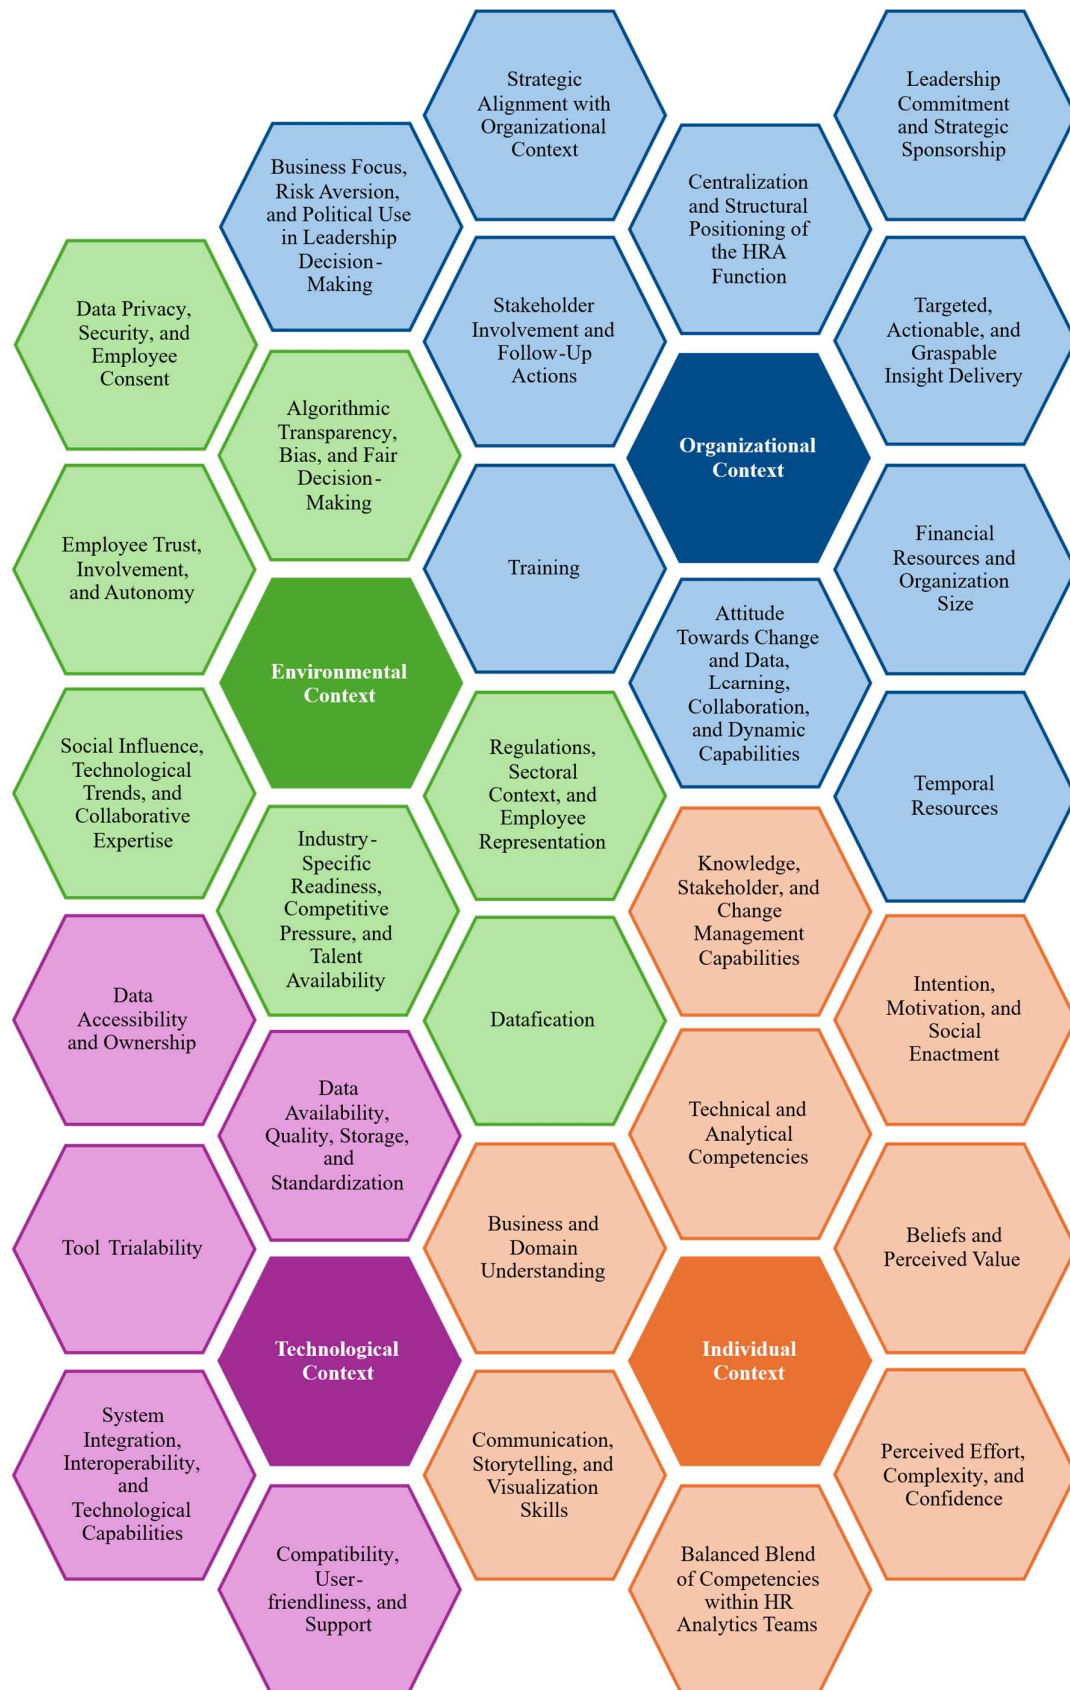 Strategic
Alignment with
Organizational
Context
Leadership
Commitment
and Strategic
Sponsorship
Business Focus,
Risk Aversion,
and Political Use
in Leadership
Decision-
Making
Centralization
and Structural
Positioning of
the HRA
Function
Data Privacy,
Security, and
Employee
Consent
Stakeholder
Involvement and
Follow-Up
Actions
Targeted,
Actionable, and
Graspable
Insight Delivery
Algorithmic
Transparency,
Bias, and Fair
Decision-
Making
Organizational
Context
Employee Trust,
Involvement,
and Autonomy
Training
Financial
Resources and
Organization
Size
Environmental
Context
Attitude
Towards Change
and Data,
Learning,
Collaboration,
and Dynamic
Capabilities
Social Influence,
Technological
Trends, and
Collaborative
Expertise
Regulations,
Sectoral
Context, and
Employee
Representation
Temporal
Resources
Industry-
Specific
Readiness,
Competitive
Pressure, and
Talent
Availability
Knowledge,
Stakeholder, and
Change
Management
Capabilities
Data
Accessibility
and Ownership
Datafication
Intention,
Motivation, and
Social
Enactment
Data
Availability,
Quality, Storage,
and
Standardization
Technical and
Analytical
Competencies
Tool Trialability
Business and
Domain
Understanding
Beliefs and
Perceived Value
Technological
Context
Individual
Context
System
Integration,
Interoperability,
and
Technological
Capabilities
Communication,
Storytelling, and
Visualization
Skills
Perceived Effort,
Complexity, and
Confidence
Compatibility,
User-
friendliness, and
Support
Balanced Blend
of Competencies
within HR
Analytics Teams